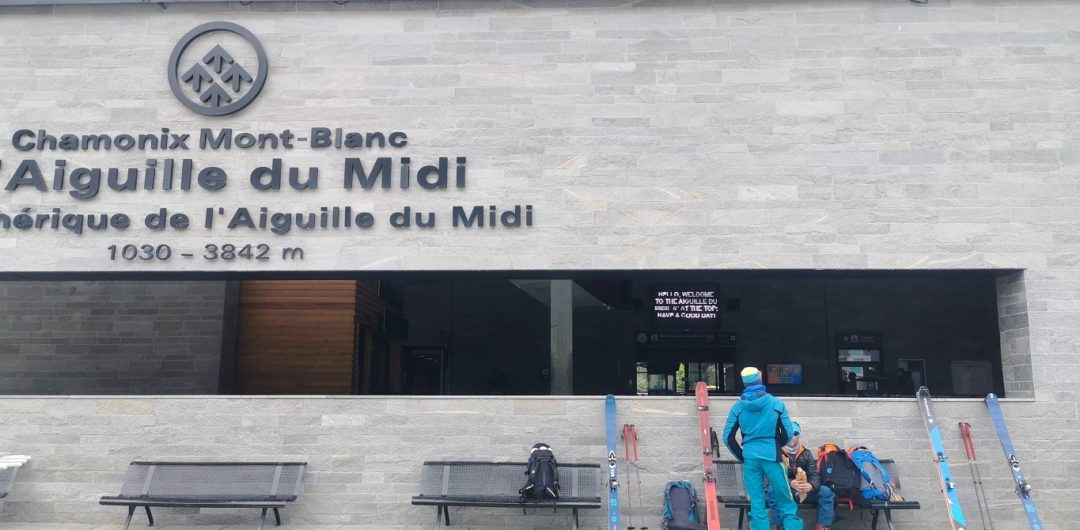 Chamonix Mont-Blanc
l'Aiguille du Midi
de l'Aiguille du Midi
1030 – 3842 m
HELLO, WELCOME
TO THE AIGUILLE DU
MIDI
AT THE TOP:
HAVE A GOOD DAY!